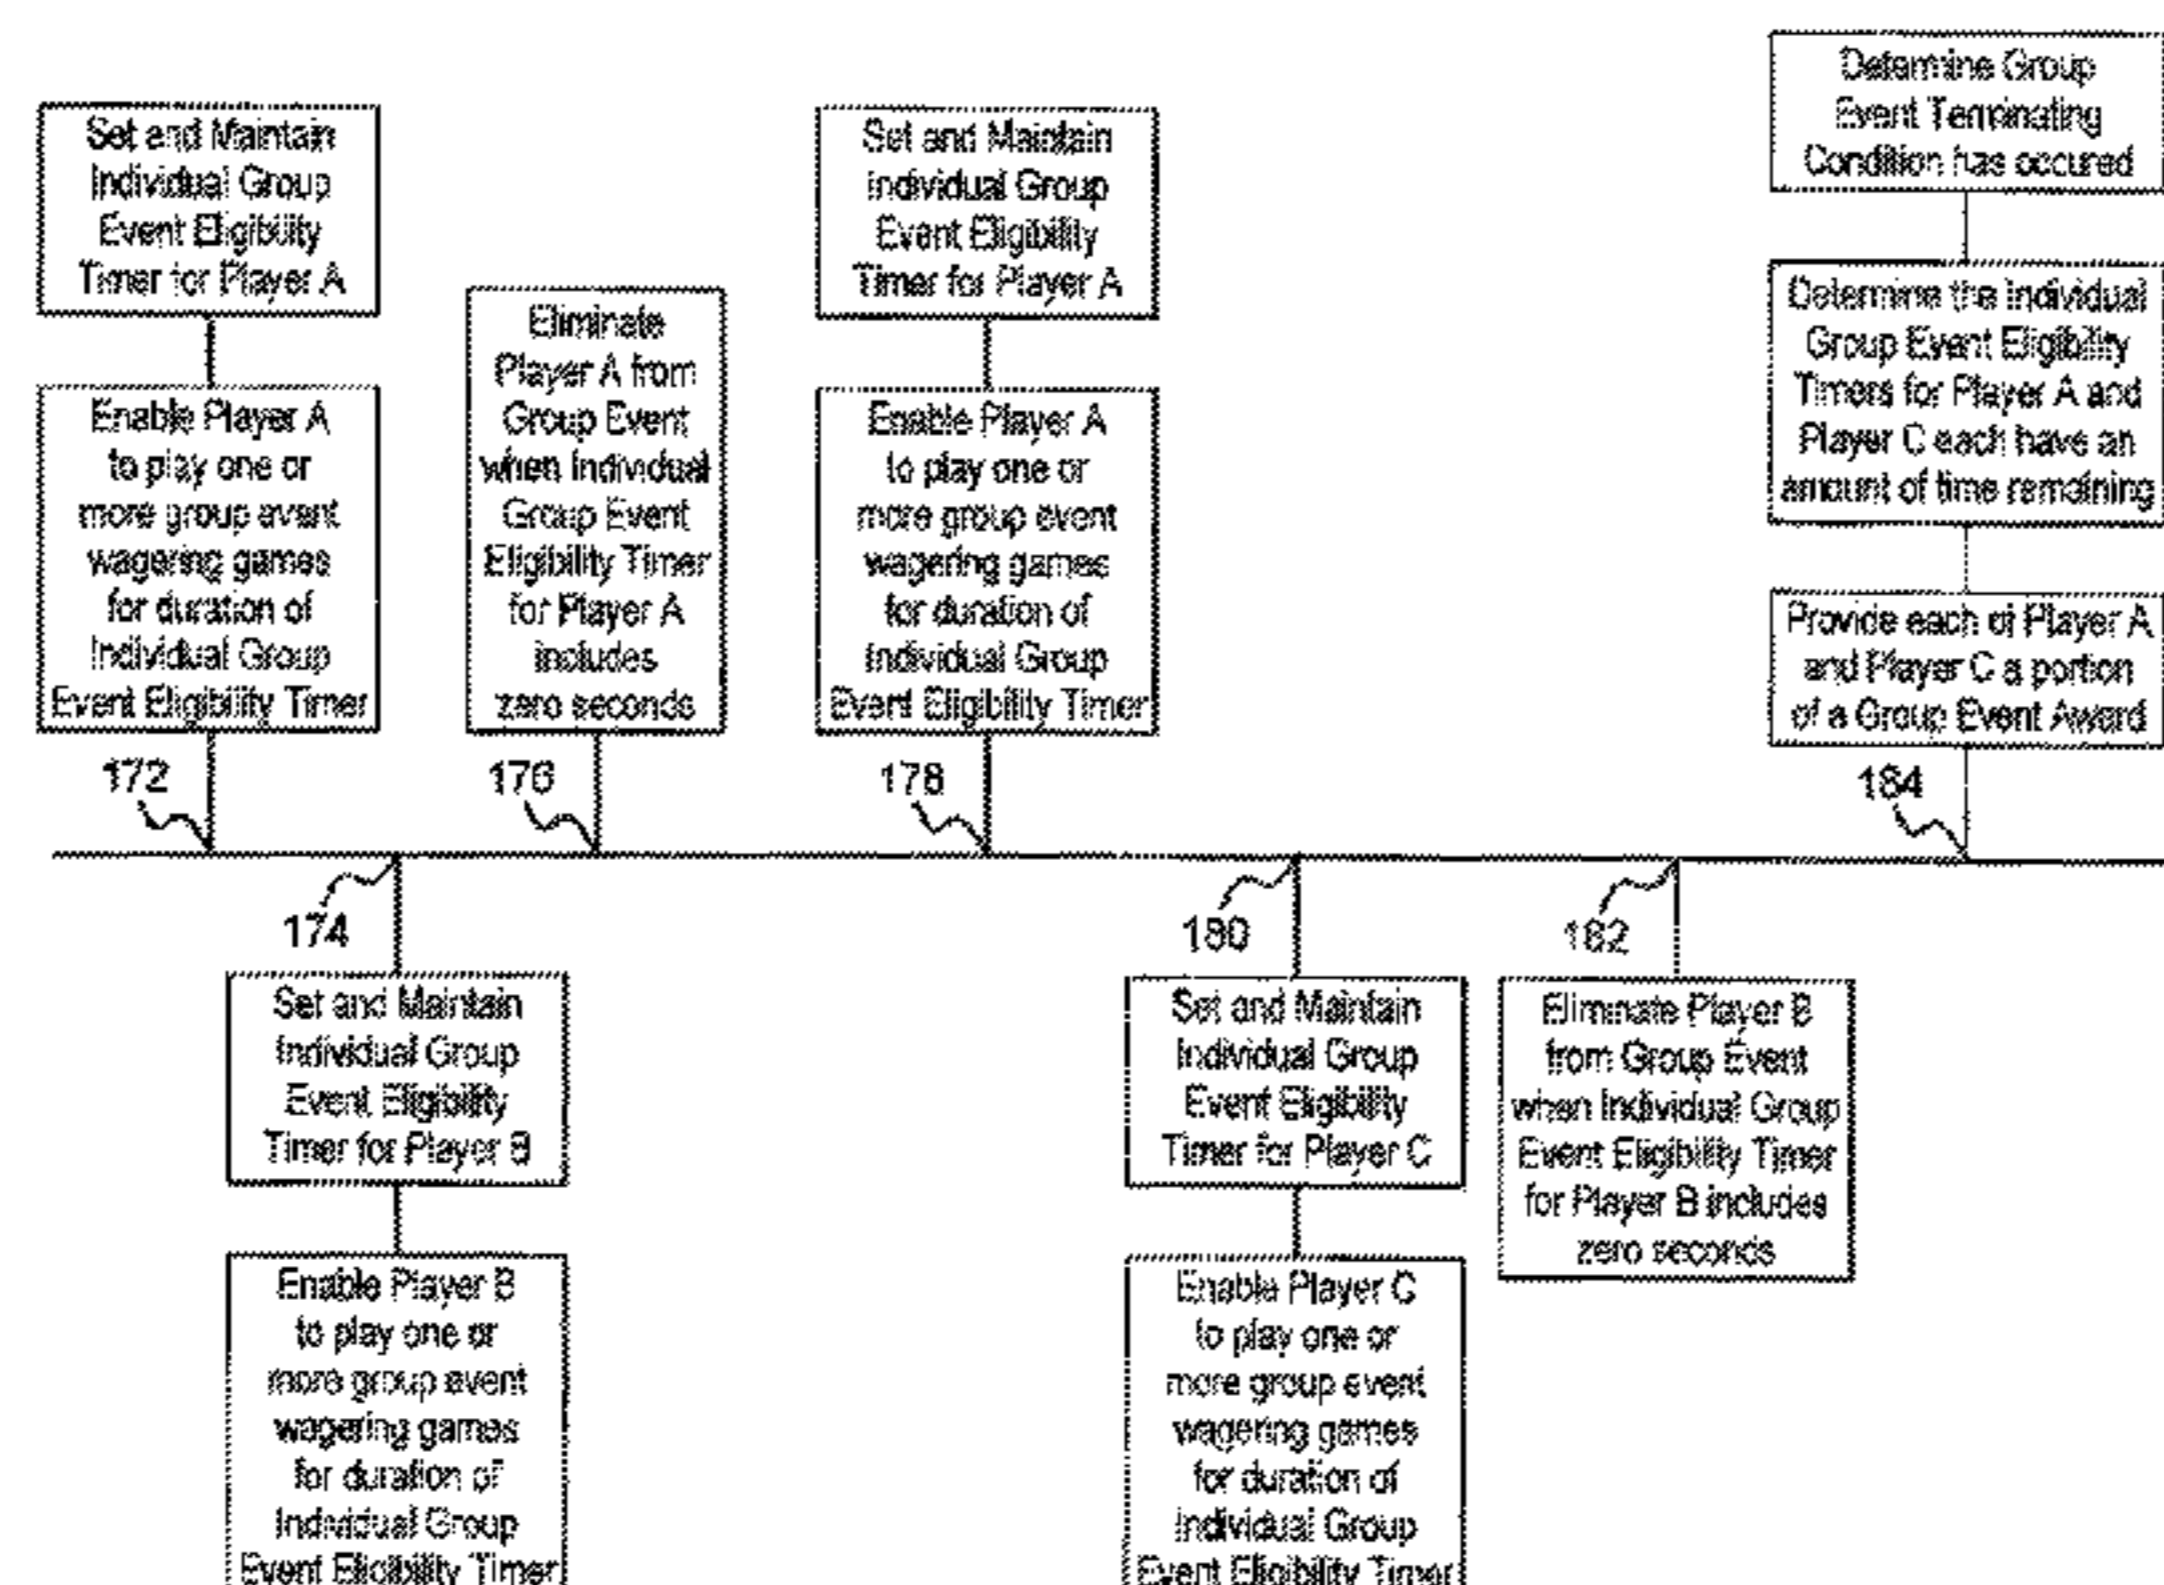 Set and Maintain
Individual Group
Event Eligibility
Timer for Player A
Enable Player A
to play one or
more group event
wagering games
for duration of
Individual Group
Event Eligibility Timer
172
Eliminate
Player A from
Group Event
when Individual
Group Event
Eligibility Timer
for Player A
includes
zero seconds
176
Set and Maintain
Individual Group
Event Eligibility
Timer for Player A
Enable Player A
to play one or
more group event
wagering games
for duration of
Individual Group
Event Eligibility Timer
178
Determine Group
Event Terminating
Condition has occured
Determine the Individual
Group Event Eligibility
Timers for Player A and
Player C each have an
amount of time remaining
Provide each of Player A
and Player C a portion
of a Group Event Award
184
174
Set and Maintain
Individual Group
Event Eligibility
Timer for Player B
Enable Player B
to play one or
more group event
wagering games
for duration of
Individual Group
Event Eligibility Timer
180
Set and Maintain
Individual Group
Event Eligibility
Timer for Player C
Enable Player C
to play one or
more group event
wagering games
for duration of
Individual Group
Event Eligibility Timer
182
Eliminate Player B
from Group Event
when Individual Group
Event Eligibility Timer
for Player B includes
zero seconds